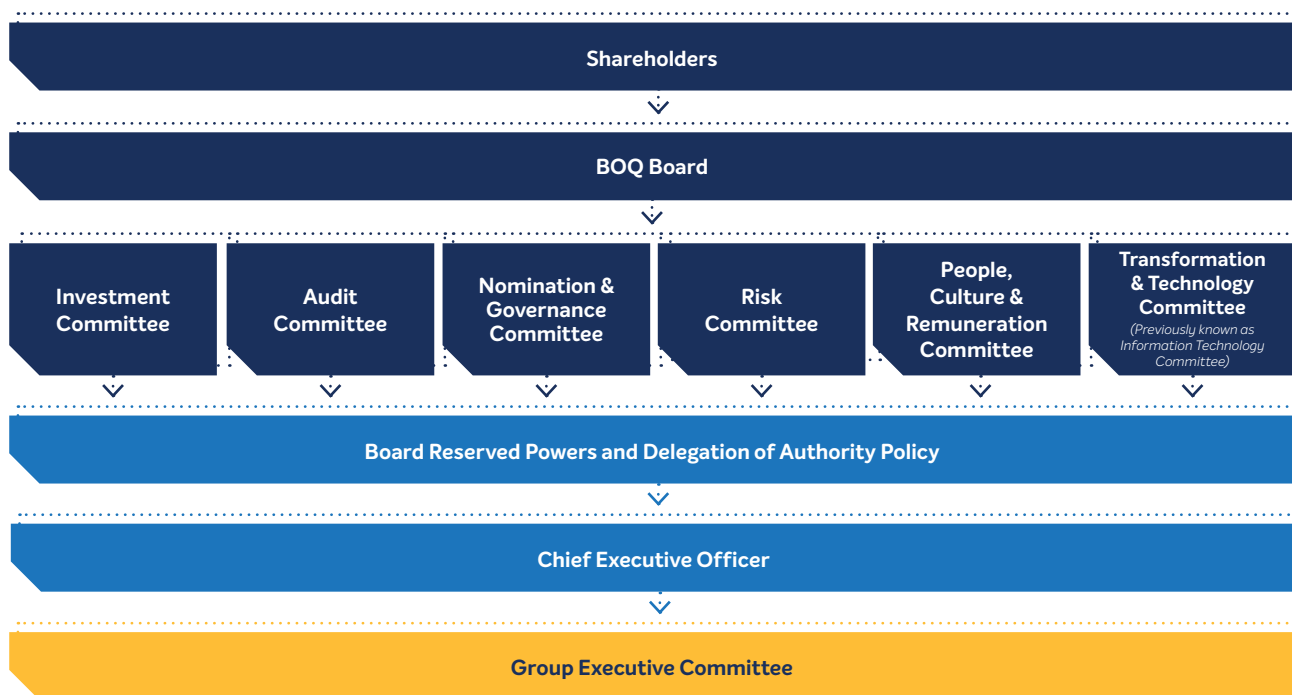 Shareholders
BOQ Board
Investment
Committee
Audit
Committee
Nomination &
Governance
Committee
Risk
Committee
People,
Culture &
Remuneration
Committee
Transformation
& Technology
Committee
(Previously known as
Information Technology
Committee)
Board Reserved Powers and Delegation of Authority Policy
Chief Executive Officer
Group Executive Committee